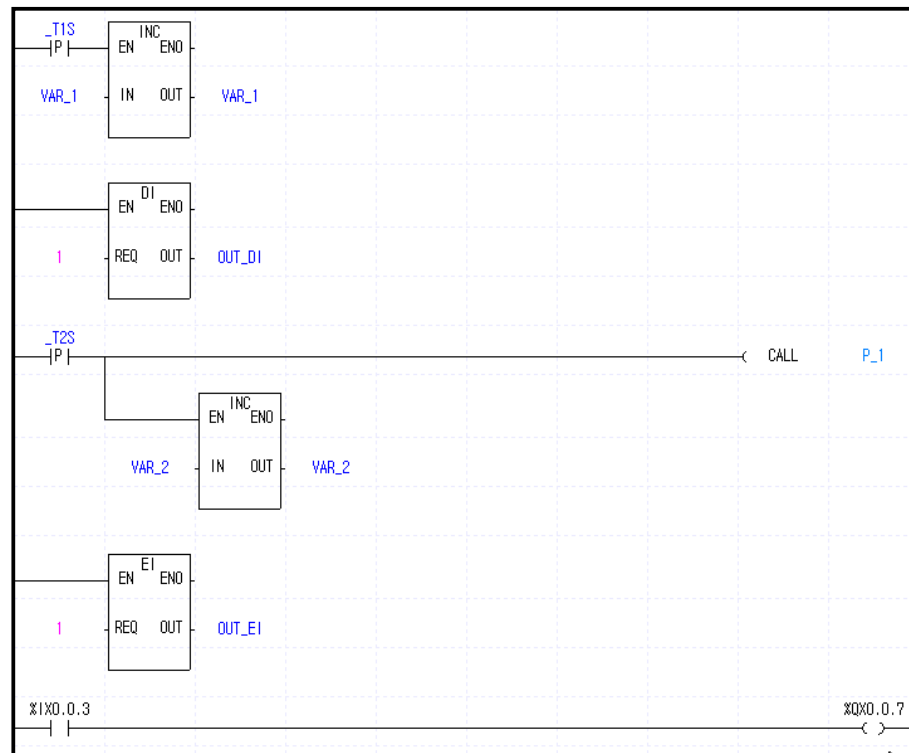 _T1S
P
INC
EN ENO
VAR_1 IN OUT VAR_1
DI
EN ENO
1 REQ OUT OUT_DI
_T2S
P CALL P_1
INC
EN ENO
VAR_2 IN OUT VAR_2
EI
EN ENO
1 REQ OUT OUT_EI
%IX0.0.3 %QX0.0.7